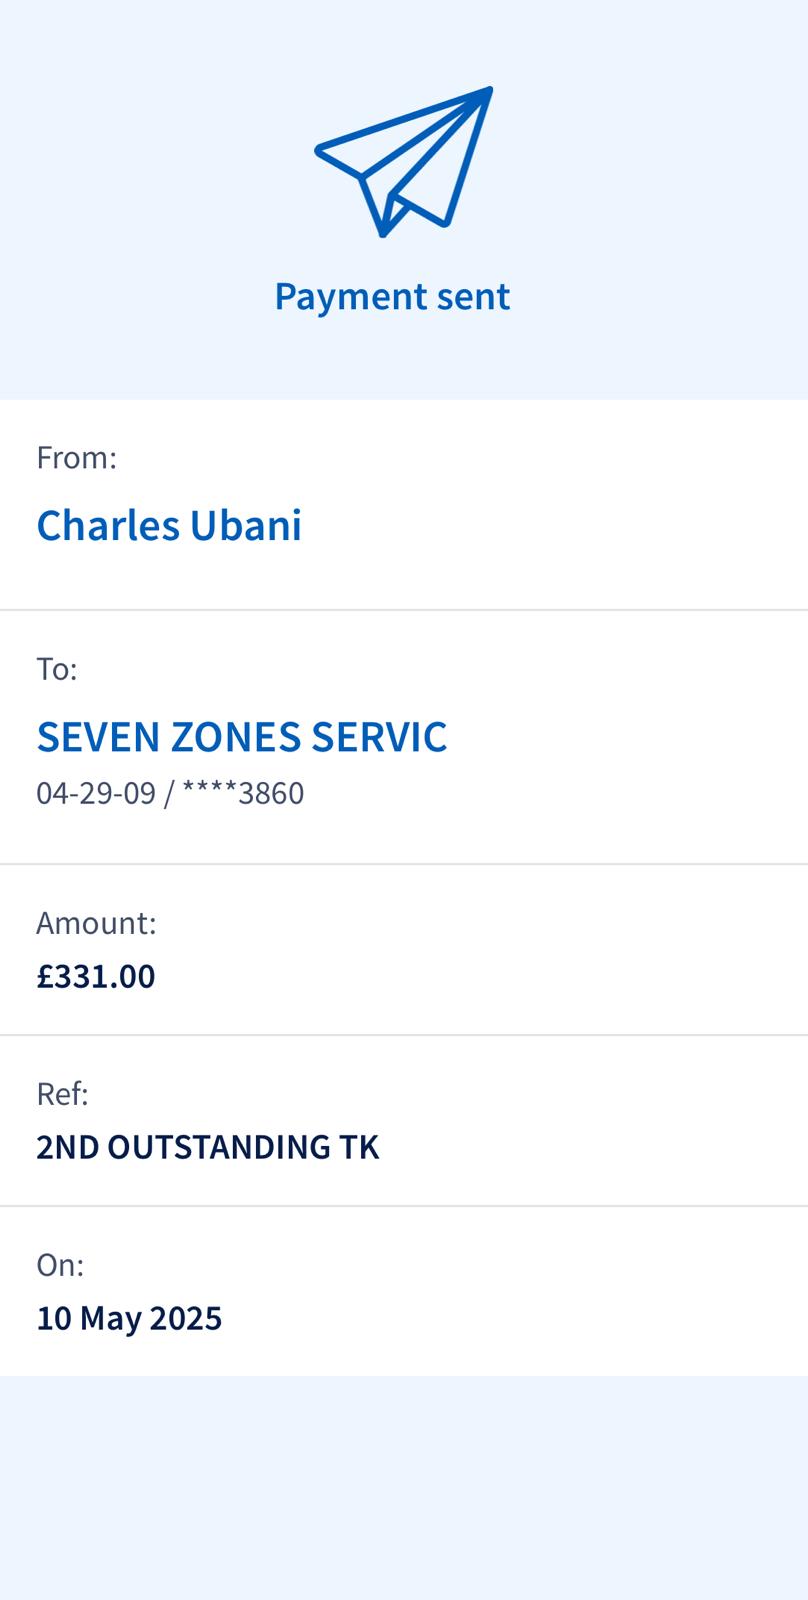 Payment sent
From:
Charles Ubani
To:
SEVEN ZONES SERVIC
04-29-09 / ****3860
Amount:
£331.00
Ref:
2ND OUTSTANDING TK
On:
10 May 2025